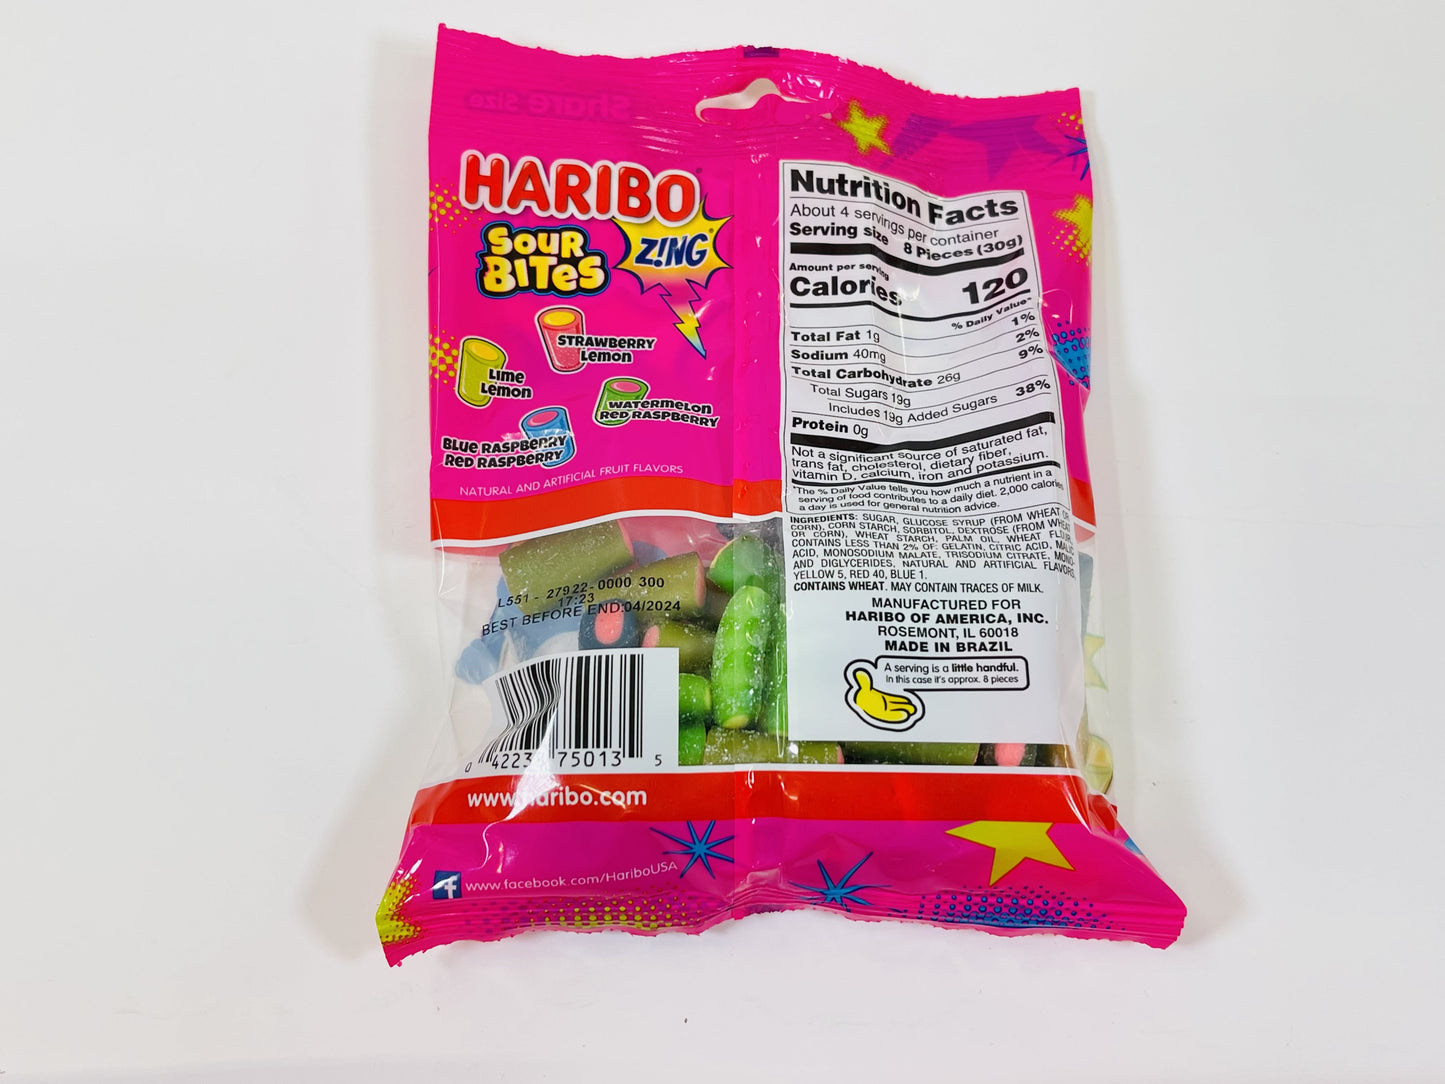 Share Size
HARIBO
SOUR
BITES
Z!NG®
STRAWBERRY
LEMON
LIME
LEMON
WATERMELON
RED RASPBERRY
BLUE RASPBERRY
RED RASPBERRY
NATURAL AND ARTIFICIAL FRUIT FLAVORS
L551 - 27922-0000 300
17:23
BEST BEFORE END:04/2024
0 4223 75013 5
www.haribo.com
f www.facebook.com/HariboUSA
Nutrition Facts
About 4 servings per container
Serving size 8 Pieces (30g)
Amount per serving
Calories 120
% Daily Value*
Total Fat 1g 1%
Sodium 40mg 2%
Total Carbohydrate 26g 9%
Total Sugars 19g
Includes 19g Added Sugars 38%
Protein 0g
Not a significant source of saturated fat,
trans fat, cholesterol, dietary fiber,
vitamin D, calcium, iron and potassium.
*The % Daily Value tells you how much a nutrient in a
serving of food contributes to a daily diet. 2,000 calories
a day is used for general nutrition advice.
INGREDIENTS: SUGAR, GLUCOSE SYRUP (FROM WHEAT OR
CORN), CORN STARCH, SORBITOL, DEXTROSE (FROM WHEAT
OR CORN), WHEAT STARCH, PALM OIL, WHEAT FLOUR,
CONTAINS LESS THAN 2% OF: GELATIN, CITRIC ACID, MALIC
ACID, MONOSODIUM MALATE, TRISODIUM CITRATE, MONO-
AND DIGLYCERIDES, NATURAL AND ARTIFICIAL FLAVORS,
YELLOW 5, RED 40, BLUE 1.
CONTAINS WHEAT. MAY CONTAIN TRACES OF MILK.
MANUFACTURED FOR
HARIBO OF AMERICA, INC.
ROSEMONT, IL 60018
MADE IN BRAZIL
A serving is a little handful.
In this case it's approx. 8 pieces